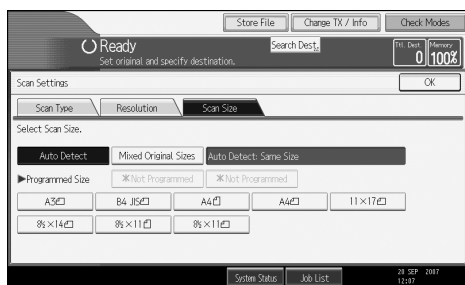 Store File Change TX / Info Check Modes
Ready Search Dest. Ttl. Dest. Memory
Set original and specify destination. 0 100%
Scan Settings OK
Scan Type Resolution Scan Size
Select Scan Size.
Auto Detect Mixed Original Sizes Auto Detect: Same Size
▶Programmed Size ✱Not Programmed ✱Not Programmed
A3 B4 JIS A4 A4 11×17
8½×14 8½×11 8½×11
System Status Job List 20 SEP 2007
12:07